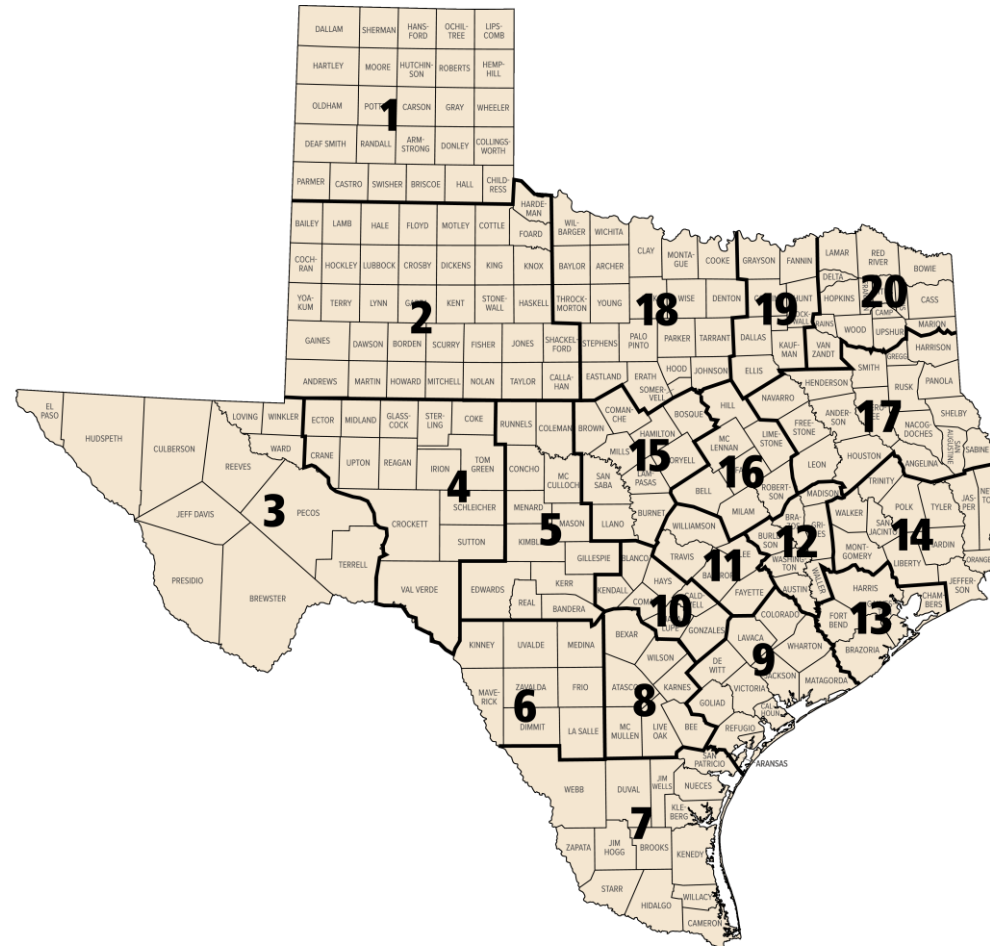 DALLAM
SHERMAN
HANS-
FORD
OCHIL-
TREE
LIPS-
COMB
HARTLEY
MOORE
HUTCHIN-
SON
ROBERTS
HEMP-
HILL
OLDHAM
1
CARSON
GRAY
WHEELER
DEAF SMITH
RANDALL
ARM-
STRONG
DONLEY
COLLINGS-
WORTH
PARMER
CASTRO
SWISHER
BRISCOE
HALL
CHILD-
RESS
BAILEY
LAMB
HALE
FLOYD
MOTLEY
COTTLE
HARDE-
MAN
FOARD
WIL-
BARGER
WICHITA
COCH-
RAN
HOCKLEY
LUBBOCK
CROSBY
DICKENS
KING
KNOX
BAYLOR
ARCHER
CLAY
MONTA-
GUE
COOKE
GRAYSON
FANNIN
LAMAR
RED
RIVER
BOWIE
YOA-
KUM
TERRY
LYNN
2
KENT
STONE-
WALL
HASKELL
THROCK-
MORTON
YOUNG
18
WISE
DENTON
19
HUNT
DELTA
HOPKINS
20
CAMP
CASS
MARION
GAINES
DAWSON
BORDEN
SCURRY
FISHER
JONES
SHACKEL-
FORD
STEPHENS
PALO
PINTO
PARKER
TARRANT
DALLAS
KAUF-
MAN
RAINS
VAN
ZANDT
WOOD
UPSHUR
HARRISON
GREGG
ANDREWS
MARTIN
HOWARD
MITCHELL
NOLAN
TAYLOR
CALLA-
HAN
EASTLAND
ERATH
HOOD
SOMER-
VELL
JOHNSON
ELLIS
HENDERSON
SMITH
RUSK
PANOLA
EL
PASO
HUDSPETH
CULBERSON
LOVING
WINKLER
WARD
REEVES
ECTOR
MIDLAND
GLASS-
COCK
STER-
LING
COKE
RUNNELS
COLEMAN
BROWN
COMAN-
CHE
BOSQUE
HILL
NAVARRO
FREE-
STONE
ANDER-
SON
17
NACOG-
DOCHES
SHELBY
SAN
AUGUSTINE
SABINE
JEFF DAVIS
3
PECOS
CRANE
UPTON
REAGAN
IRION
TOM
GREEN
4
CONCHO
MC
CULLOCH
SAN
SABA
MILLS
HAMILTON
15
LAM-
PASAS
MC
LENNAN
16
LIME-
STONE
ROBERT-
SON
LEON
HOUSTON
ANGELINA
TRINITY
PRESIDIO
BREWSTER
TERRELL
CROCKETT
SCHLEICHER
SUTTON
VAL VERDE
MENARD
MASON
5
LLANO
BURNET
BELL
MILAM
MADISON
WALKER
POLK
TYLER
JAS-
PER
GILLESPIE
BLANCO
WILLIAMSON
TRAVIS
11
12
SAN
JACINTO
14
LIBERTY
MONT-
GOMERY
JEFFER-
SON
EDWARDS
REAL
KERR
BANDERA
KENDALL
HAYS
10
GONZALES
FAYETTE
AUSTIN
WALLER
HARRIS
CHAM-
BERS
KINNEY
UVALDE
MEDINA
BEXAR
WILSON
COLORADO
LAVACA
9
WHARTON
FORT
BEND
13
BRAZORIA
MAVE-
RICK
ZAVALDA
FRIO
6
DIMMIT
LA SALLE
KARNES
8
MC
MULLEN
LIVE
OAK
BEE
DE
WITT
GOLIAD
VICTORIA
JACKSON
CAL-
HOUN
MATAGORDA
REFUGIO
WEBB
DUVAL
JIM
WELLS
SAN
PATRICIO
ARANSAS
NUECES
KLE-
BERG
7
ZAPATA
JIM
HOGG
BROOKS
KENEDY
STARR
HIDALGO
WILLACY
CAMERON